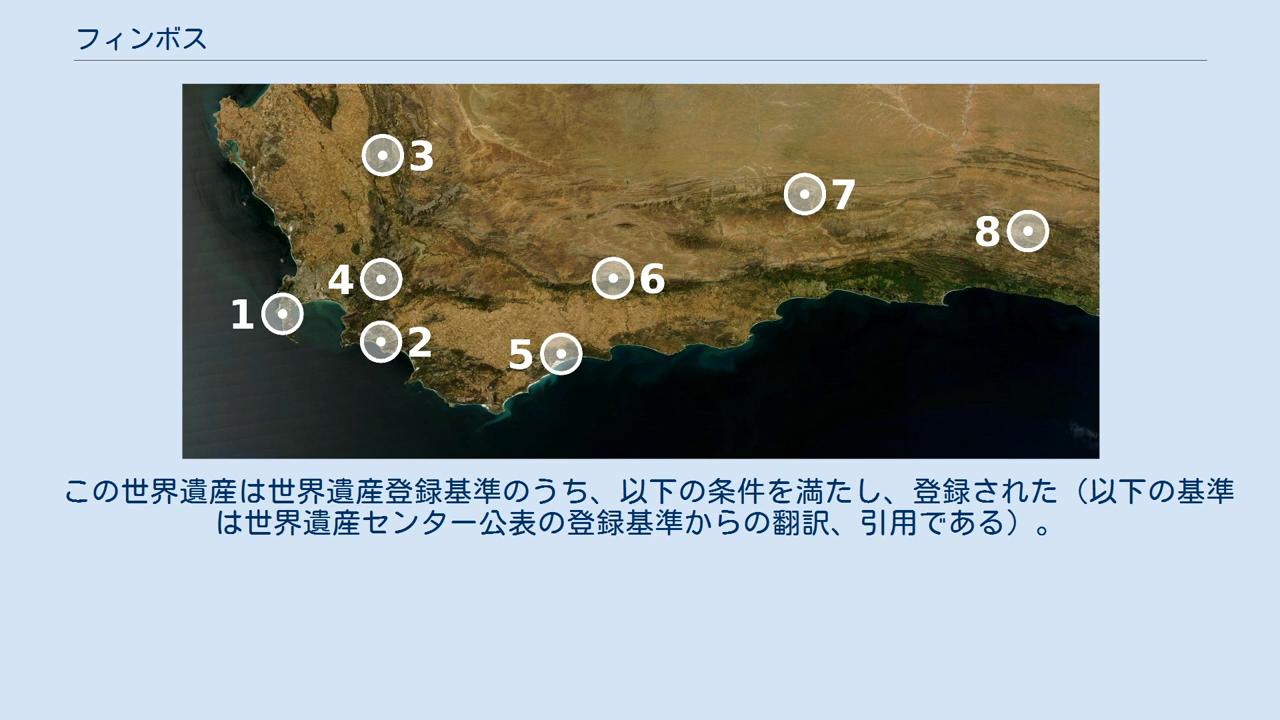 フィンボス
3
7
8
4
6
1
2
5
この世界遺産は世界遺産登録基準のうち、以下の条件を満たし、登録された（以下の基準
は世界遺産センター公表の登録基準からの翻訳、引用である）。